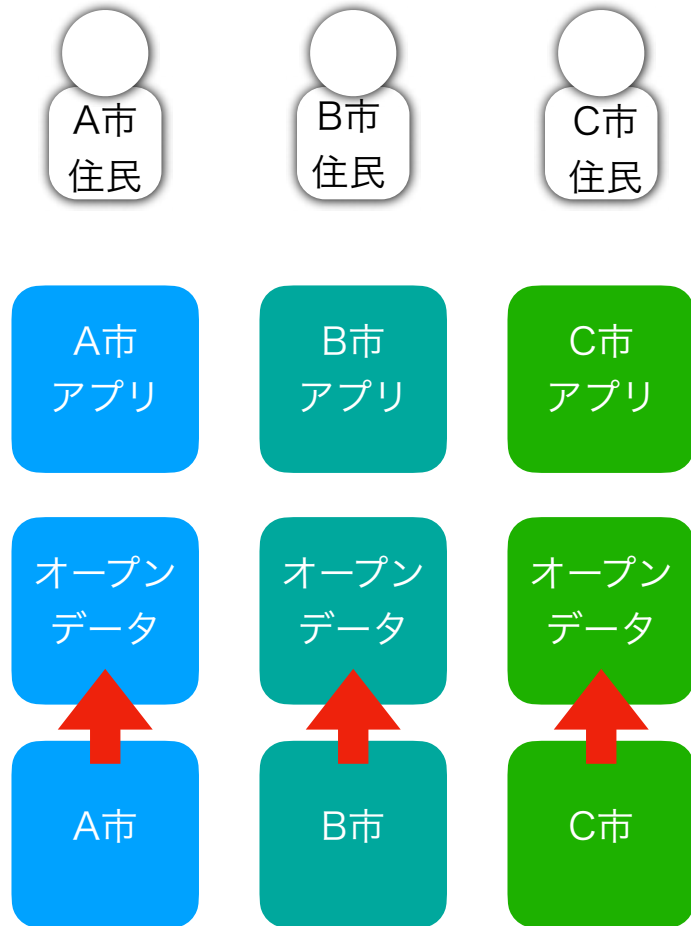 A市
住民
B市
住民
C市
住民
A市
アプリ
B市
アプリ
C市
アプリ
オープン
データ
オープン
データ
オープン
データ
A市
B市
C市